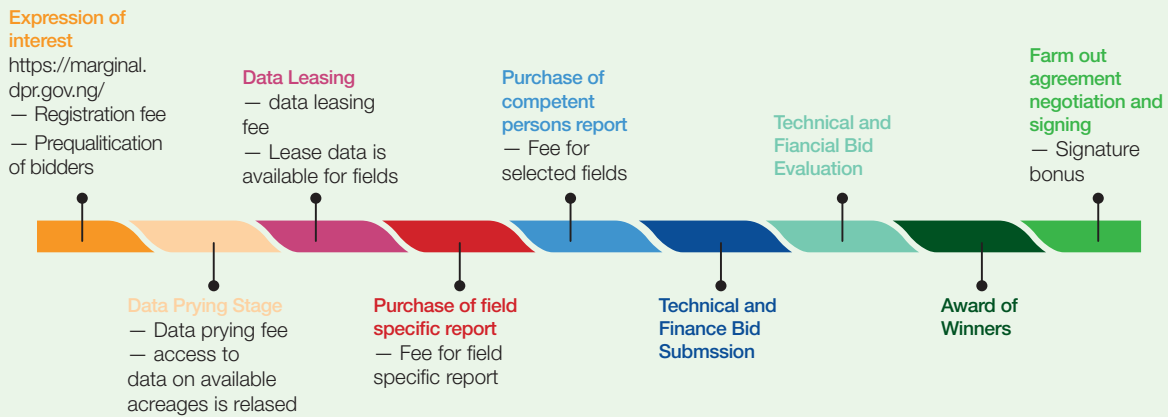 Expression of
interest
https://marginal.
dpr.gov.ng/
— Registration fee
— Prequalitication
of bidders
Data Prying Stage
— Data prying fee
— access to
data on available
acreages is relased
Data Leasing
— data leasing
fee
— Lease data is
available for fields
Purchase of field
specific report
— Fee for field
specific report
Purchase of
competent
persons report
— Fee for
selected fields
Technical and
Finance Bid
Submssion
Technical and
Fiancial Bid
Evaluation
Award of
Winners
Farm out
agreement
negotiation and
signing
— Signature
bonus